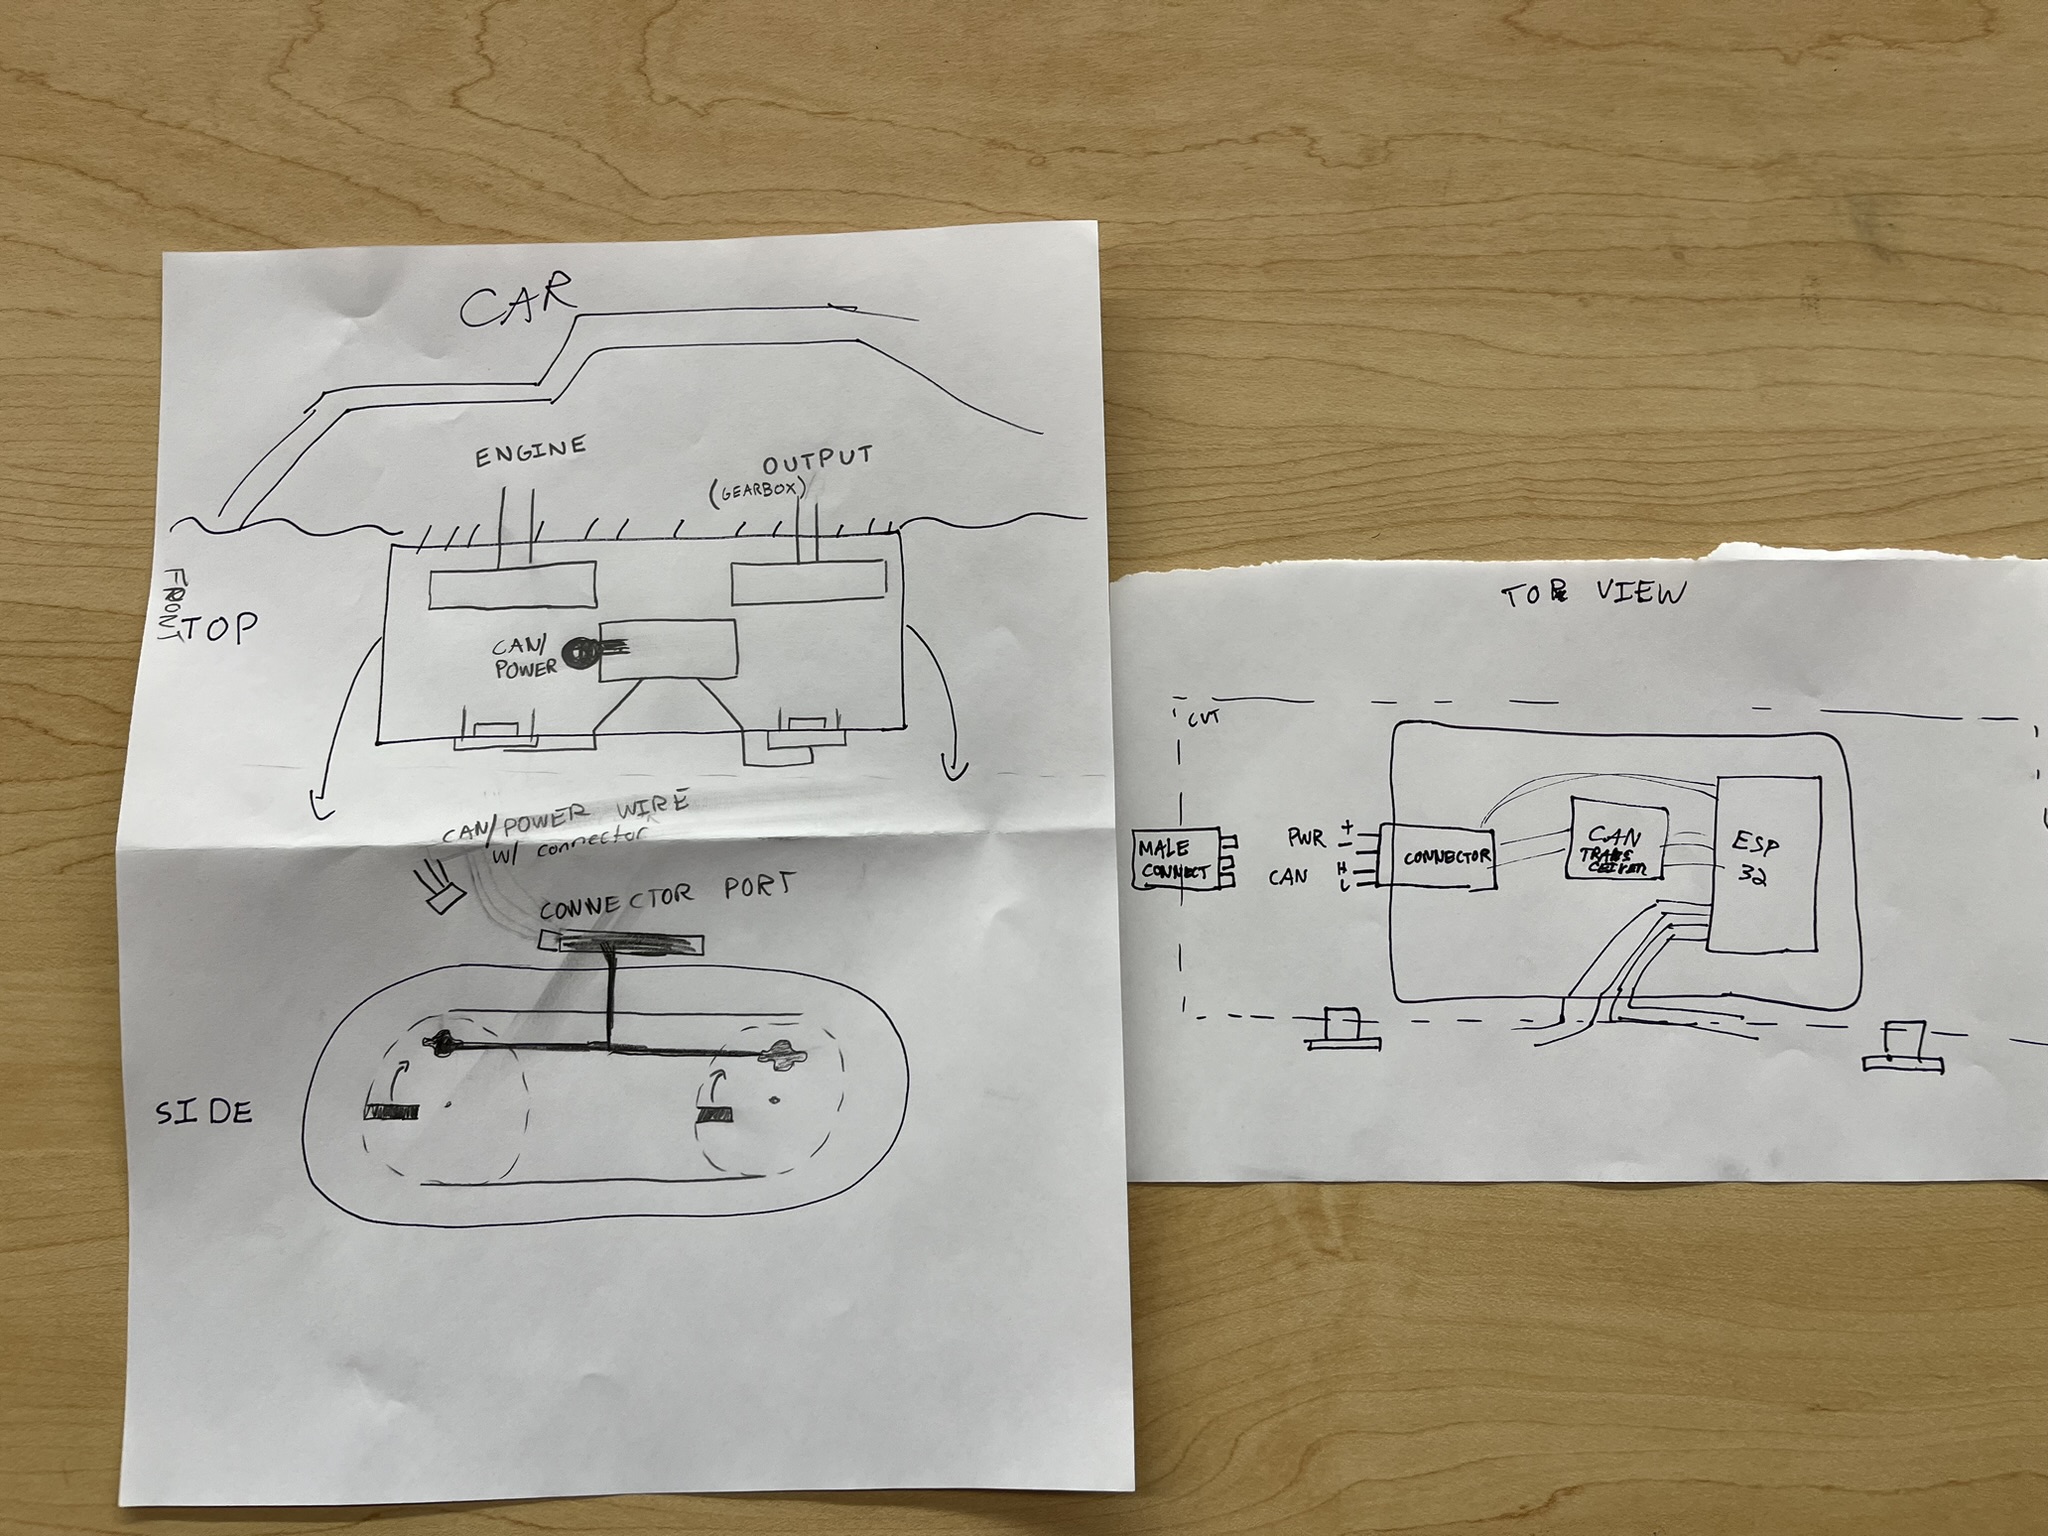 CAR
ENGINE
OUTPUT
(GEARBOX)
FRONT
TOP
CAN/
POWER
CAN/POWER WIRE
W/ connector
CONNECTOR PORT
SIDE
TOP VIEW
CVT
MALE
CONNECT
PWR + -
CAN H L
CONNECTOR
CAN
TRANS
CEIVER
ESP
32